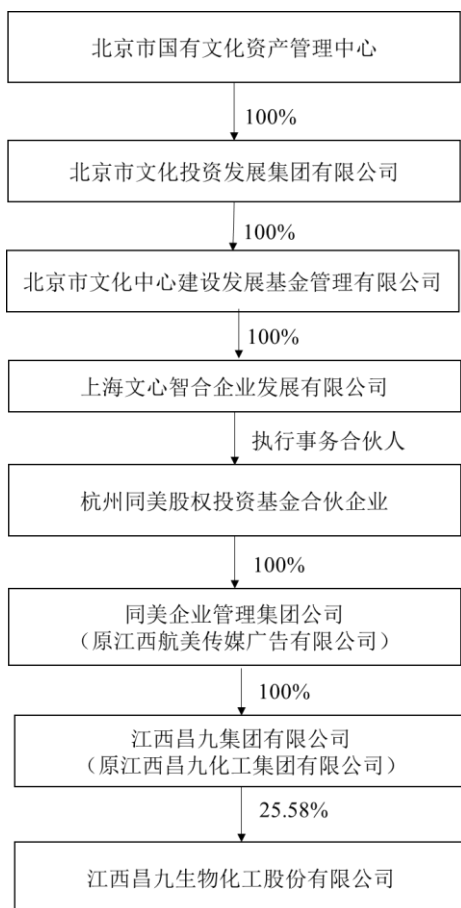 北京市国有文化资产管理中心
100%
北京市文化投资发展集团有限公司
100%
北京市文化中心建设发展基金管理有限公司
100%
上海文心智合企业发展有限公司
执行事务合伙人
杭州同美股权投资基金合伙企业
100%
同美企业管理集团公司
（原江西航美传媒广告有限公司）
100%
江西昌九集团有限公司
（原江西昌九化工集团有限公司）
25.58%
江西昌九生物化工股份有限公司